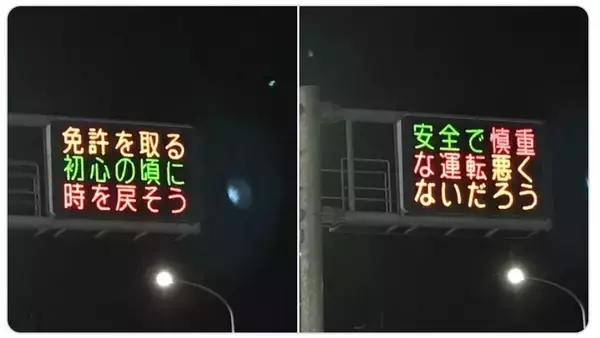 免許を取る
初心の頃に
時を戻そう
安全で慎重
な運転悪く
ないだろう